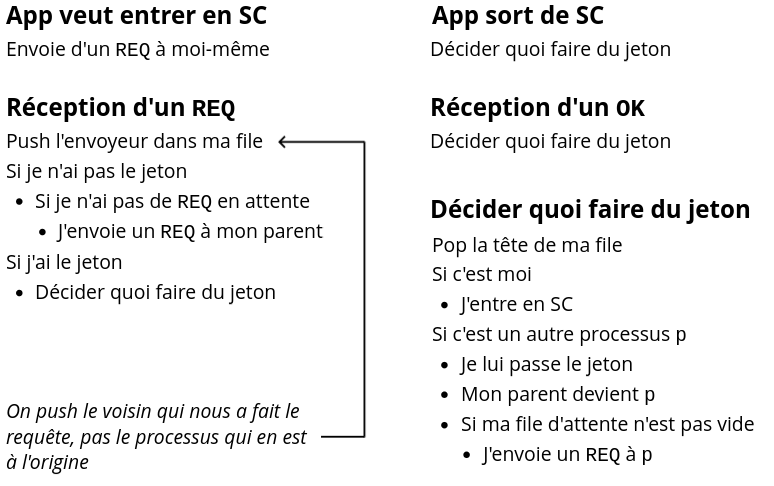 App veut entrer en SC
Envoie d'un REQ à moi-même
Réception d'un REQ
Push l'envoyeur dans ma file
Si je n'ai pas le jeton
Si je n'ai pas de REQ en attente
J'envoie un REQ à mon parent
Si j'ai le jeton
Décider quoi faire du jeton
On push le voisin qui nous a fait le
requête, pas le processus qui en est
à l'origine
App sort de SC
Décider quoi faire du jeton
Réception d'un OK
Décider quoi faire du jeton
Décider quoi faire du jeton
Pop la tête de ma file
Si c'est moi
J'entre en SC
Si c'est un autre processus p
Je lui passe le jeton
Mon parent devient p
Si ma file d'attente n'est pas vide
J'envoie un REQ à p